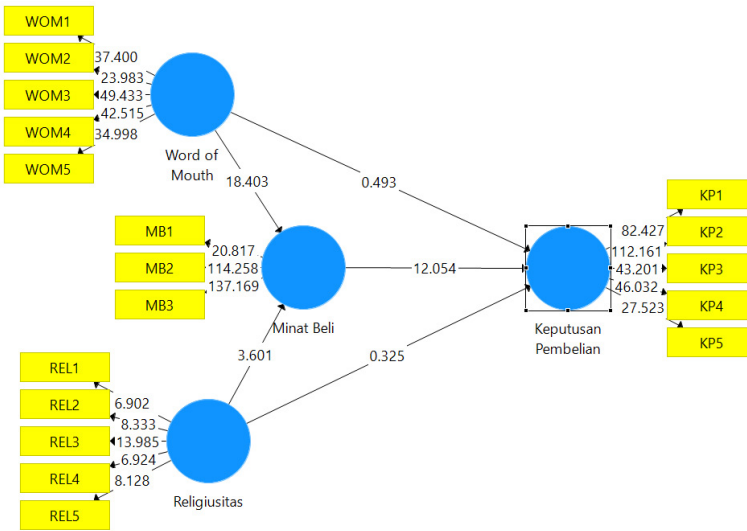 WOM1
WOM2
WOM3
WOM4
WOM5
37.400
23.983
49.433
42.515
34.998
Word of
Mouth
18.403
0.493
MB1
MB2
MB3
20.817
114.258
137.169
Minat Beli
12.054
3.601
0.325
REL1
REL2
REL3
REL4
REL5
6.902
8.333
13.985
6.924
8.128
Religiusitas
Keputusan
Pembelian
82.427
112.161
43.201
46.032
27.523
KP1
KP2
KP3
KP4
KP5